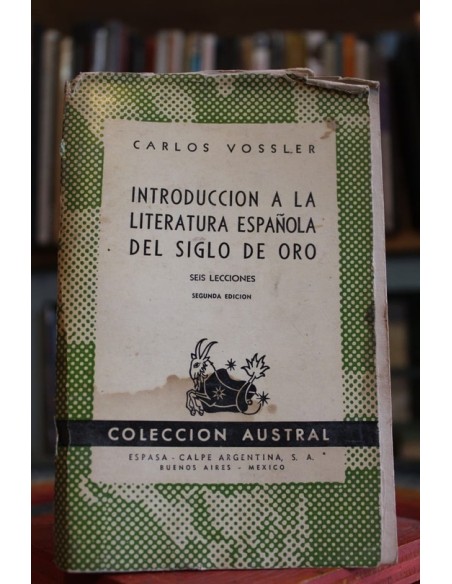 CARLOS VOSSLER
INTRODUCCION A LA
LITERATURA ESPAÑOLA
DEL SIGLO DE ORO
SEIS LECCIONES
SEGUNDA EDICION
COLECCION AUSTRAL
ESPASA - CALPE ARGENTINA, S. A.
BUENOS AIRES - MEXICO